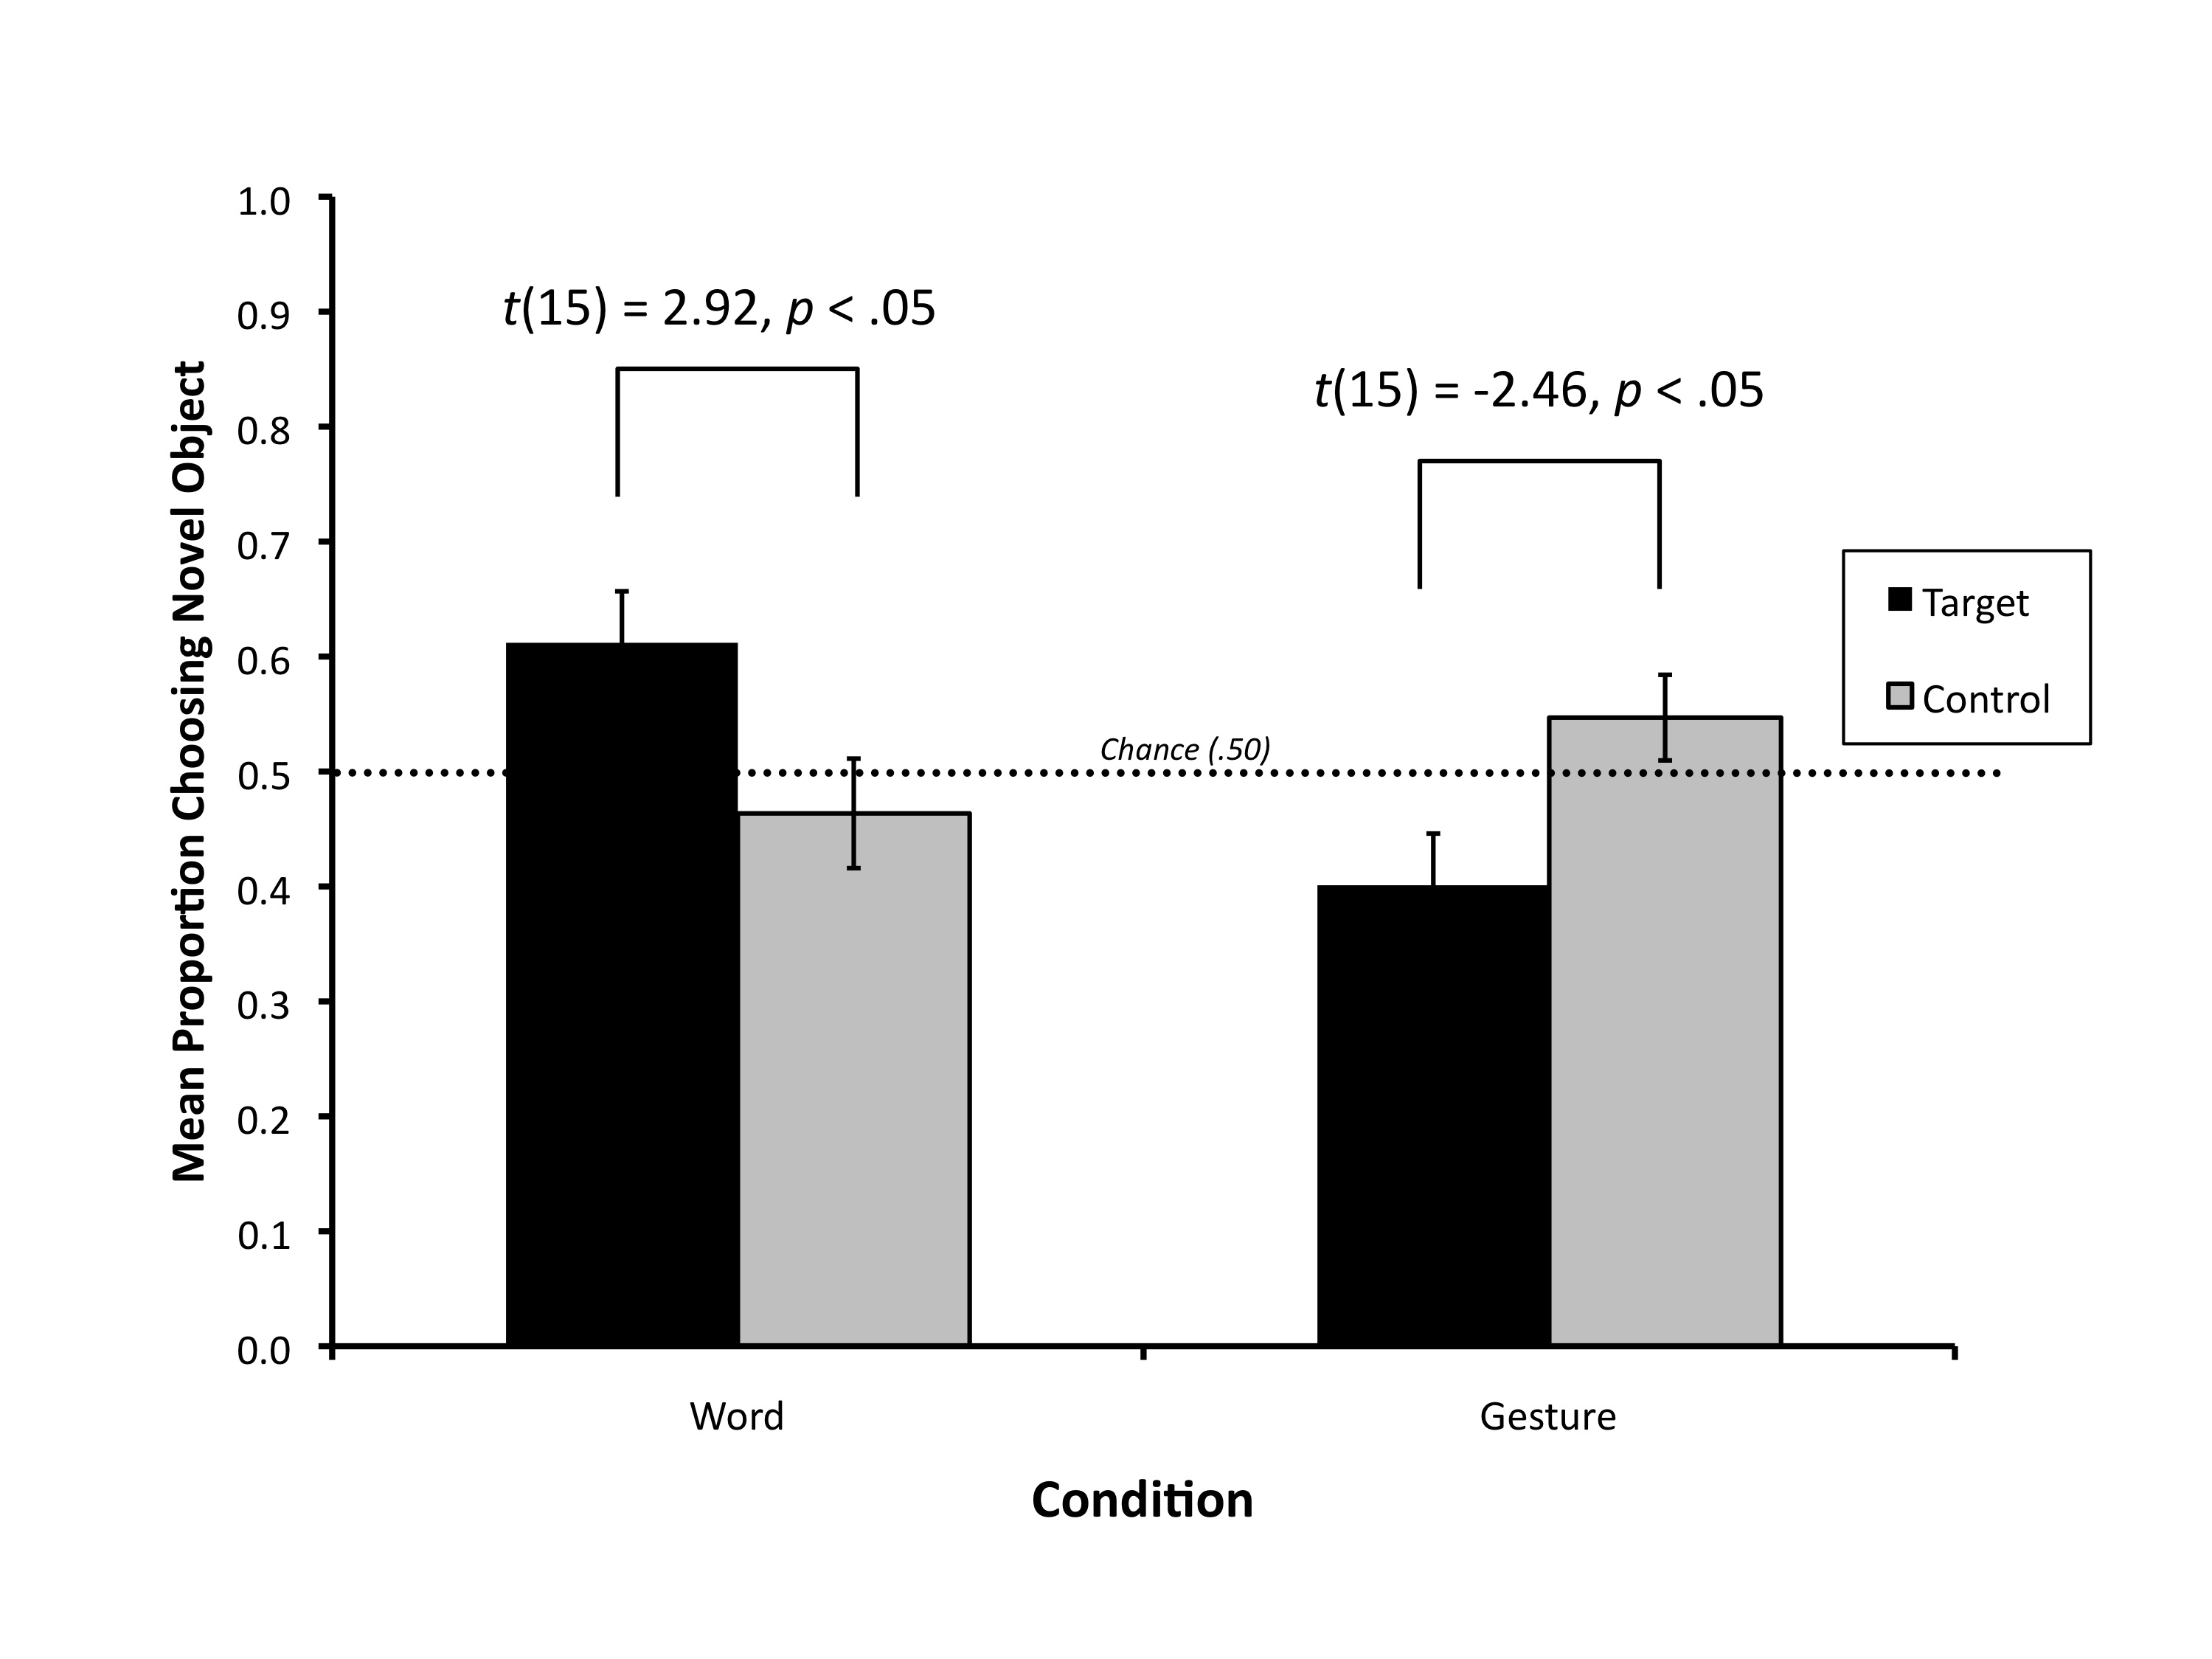 Mean Proportion Choosing Novel Object
1.0
0.9
0.8
0.7
0.6
0.5
0.4
0.3
0.2
0.1
0.0
t(15) = 2.92, p < .05
t(15) = -2.46, p < .05
Chance (.50)
Target
Control
Word
Gesture
Condition